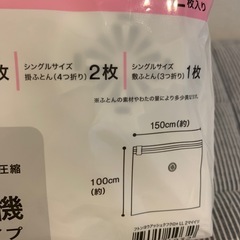 枚入り
シングルサイズ
掛ふとん(4つ折り) 2枚
シングルサイズ
敷ふとん(3つ折り) 1枚
枚
※ふとんの素材やわたの量により多少異な
150cm(約)
100cm
(約)
圧縮
機